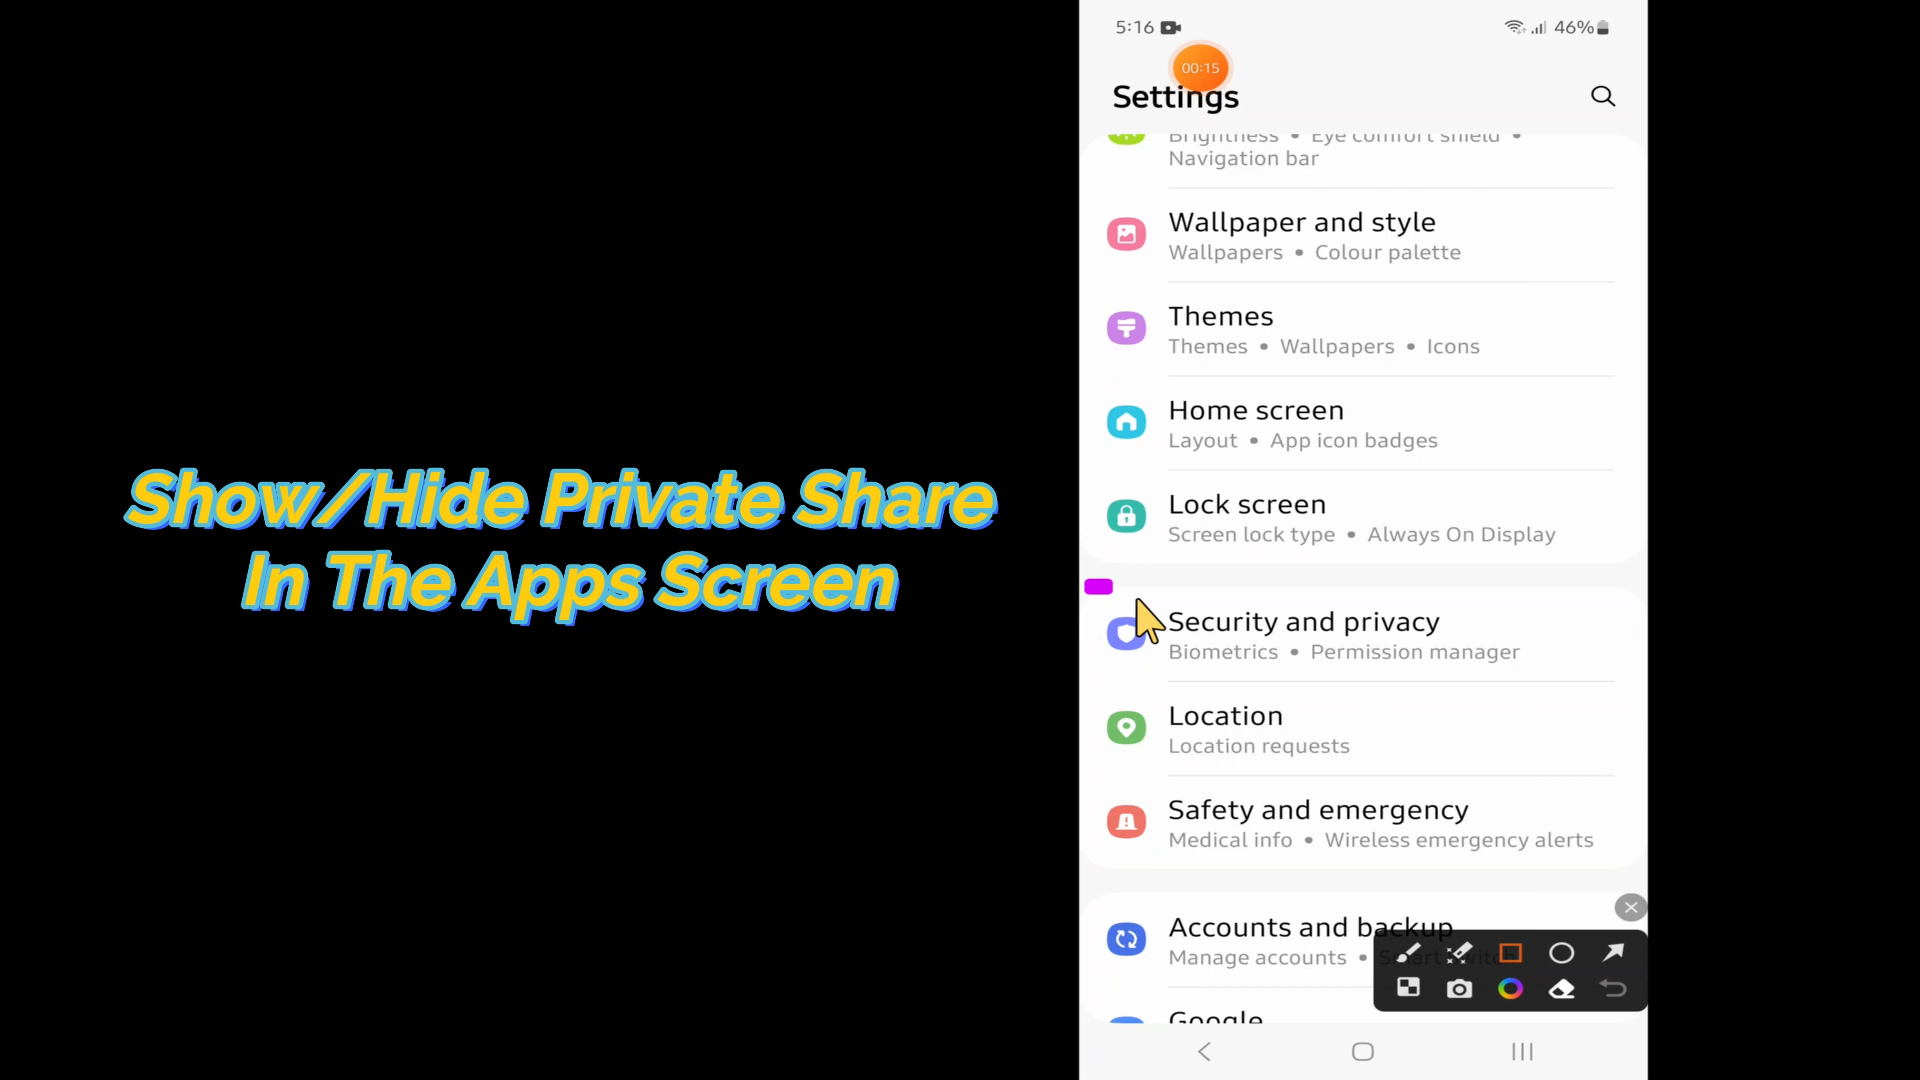 Show/Hide Private Share
In The Apps Screen
5:16
46%
00:15
Settings
Brightness • Eye comfort shield •
Navigation bar
Wallpaper and style
Wallpapers • Colour palette
Themes
Themes • Wallpapers • Icons
Home screen
Layout • App icon badges
Lock screen
Screen lock type • Always On Display
Security and privacy
Biometrics • Permission manager
Location
Location requests
Safety and emergency
Medical info • Wireless emergency alerts
Accounts and backup
Manage accounts • Smart Switch
Google